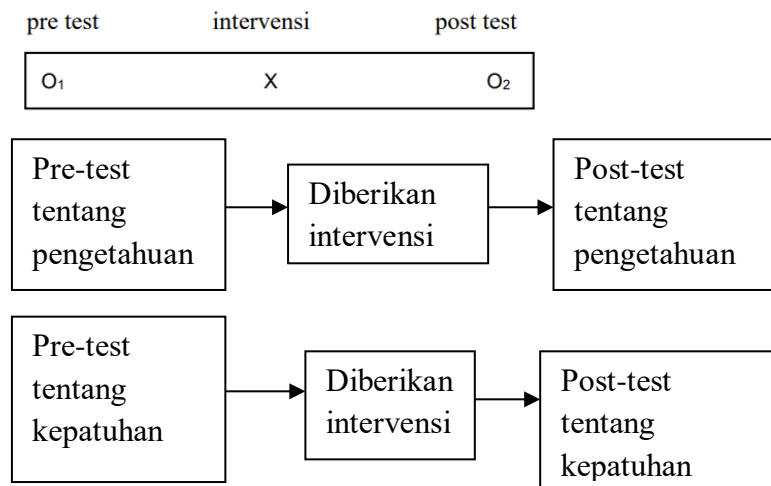 pre test intervensi post test
O₁ X O₂
Pre-test
tentang
pengetahuan
Diberikan
intervensi
Post-test
tentang
pengetahuan
Pre-test
tentang
kepatuhan
Diberikan
intervensi
Post-test
tentang
kepatuhan